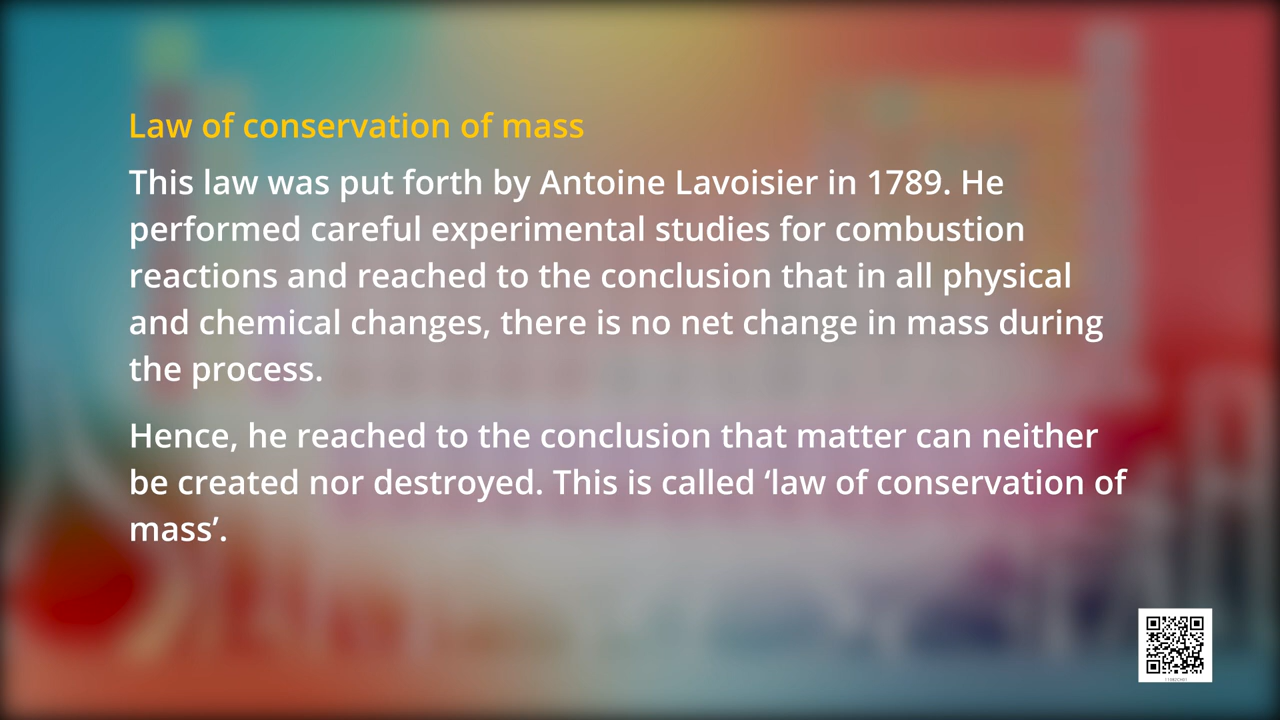 Law of conservation of mass
This law was put forth by Antoine Lavoisier in 1789. He
performed careful experimental studies for combustion
reactions and reached to the conclusion that in all physical
and chemical changes, there is no net change in mass during
the process.
Hence, he reached to the conclusion that matter can neither
be created nor destroyed. This is called ‘law of conservation of
mass’.